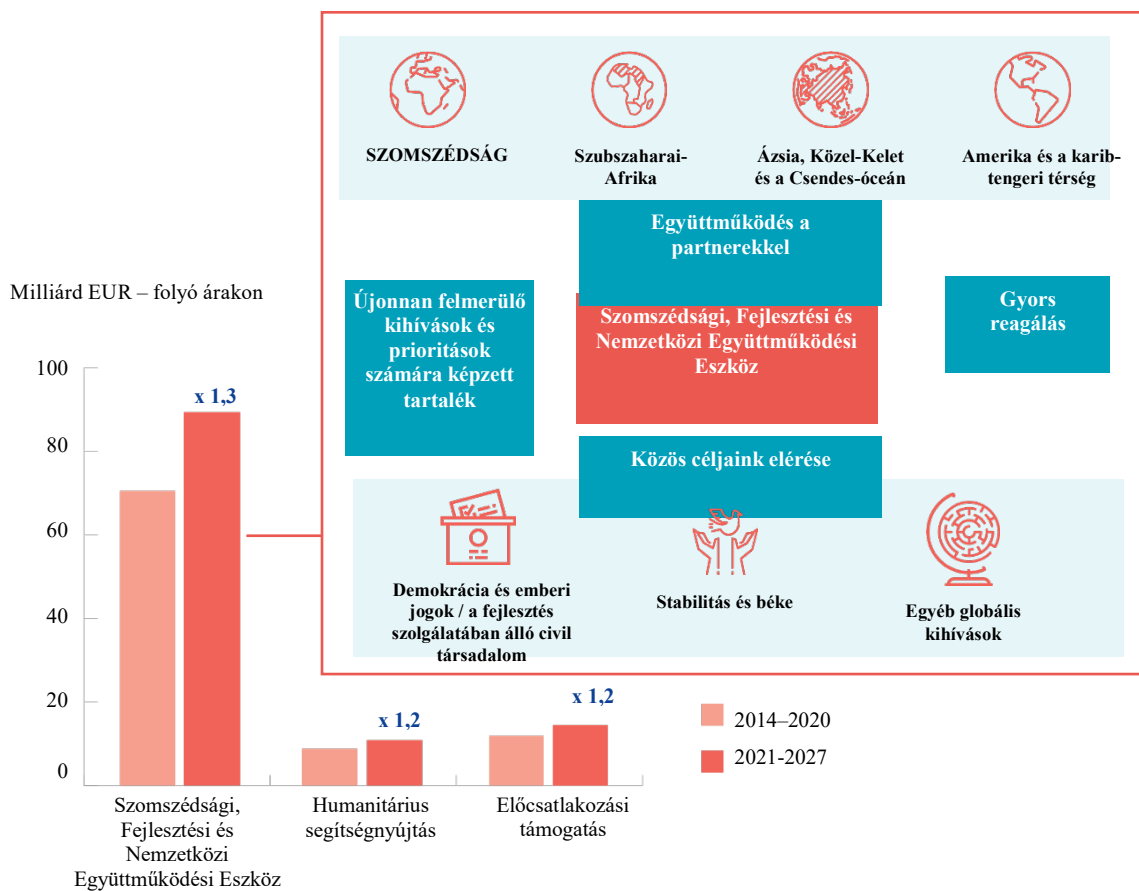 SZOMSZÉDSÁG
Szubszaharai-
Afrika
Ázsia, Közel-Kelet
és a Csendes-óceán
Amerika és a karib-
tengeri térség
Együttműködés a
partnerekkel
Újonnan felmerülő
kihívások és
prioritások
számára képzett
tartalék
Szomszédsági, Fejlesztési és
Nemzetközi Együttműködési
Eszköz
Gyors
reagálás
Közös céljaink elérése
Demokrácia és emberi
jogok / a fejlesztés
szolgálatában álló civil
társadalom
Stabilitás és béke
Egyéb globális
kihívások
Milliárd EUR – folyó árakon
100
80
60
40
20
0
x 1,3
x 1,2
x 1,2
Szomszédsági,
Fejlesztési és
Nemzetközi
Együttműködési Eszköz
Humanitárius
segítségnyújtás
Előcsatlakozási
támogatás
2014–2020
2021-2027